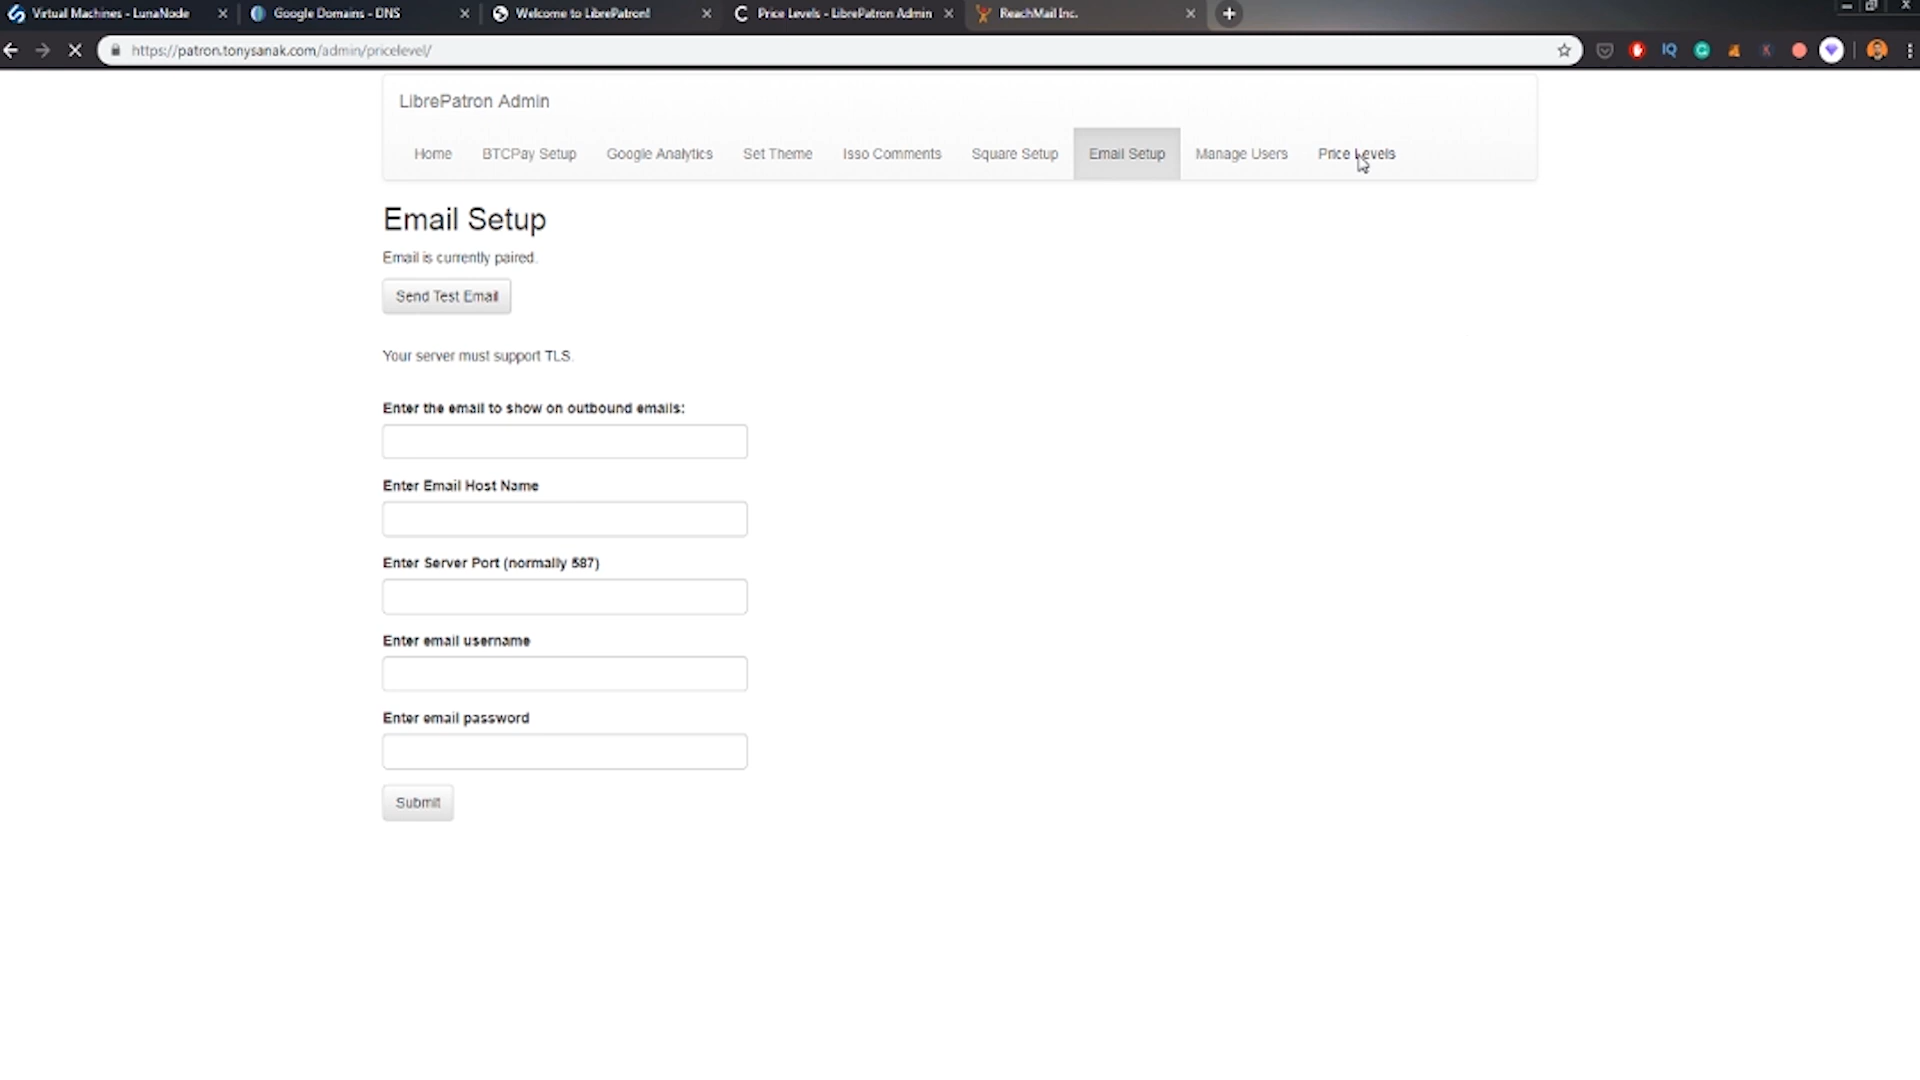 Virtual Machines - LunaNode
Google Domains - DNS
Welcome to LibrePatron!
Price Levels - LibrePatron Admin
ReachMail Inc.
https://patron.tonysanak.com/admin/pricelevel/
LibrePatron Admin
Home BTCPay Setup Google Analytics Set Theme Isso Comments Square Setup Email Setup Manage Users Price Levels
Email Setup
Email is currently paired.
Send Test Email
Your server must support TLS.
Enter the email to show on outbound emails:
Enter Email Host Name
Enter Server Port (normally 587)
Enter email username
Enter email password
Submit